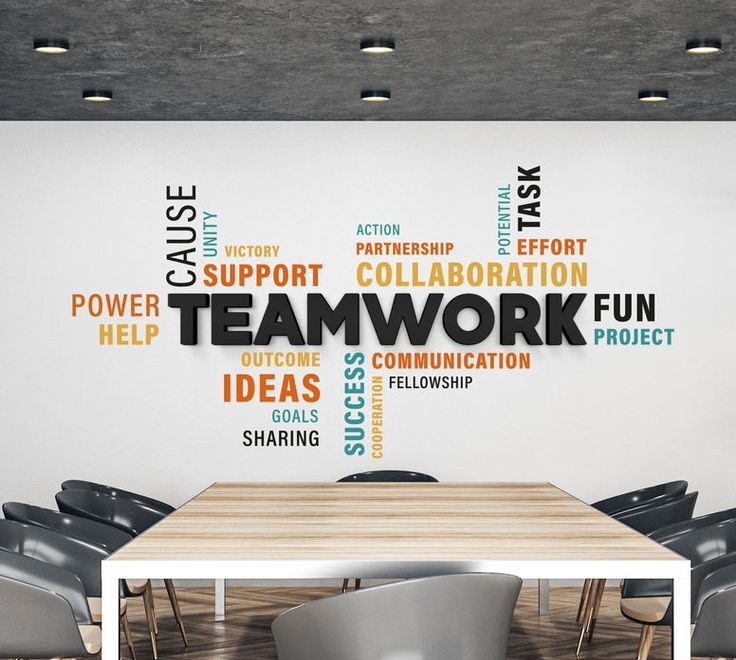 CAUSE
UNITY
VICTORY
SUPPORT
ACTION
PARTNERSHIP
COLLABORATION
POTENTIAL
TASK
EFFORT
POWER
HELP
TEAMWORK
FUN
PROJECT
OUTCOME
IDEAS
GOALS
SHARING
SUCCESS
COOPERATION
COMMUNICATION
FELLOWSHIP